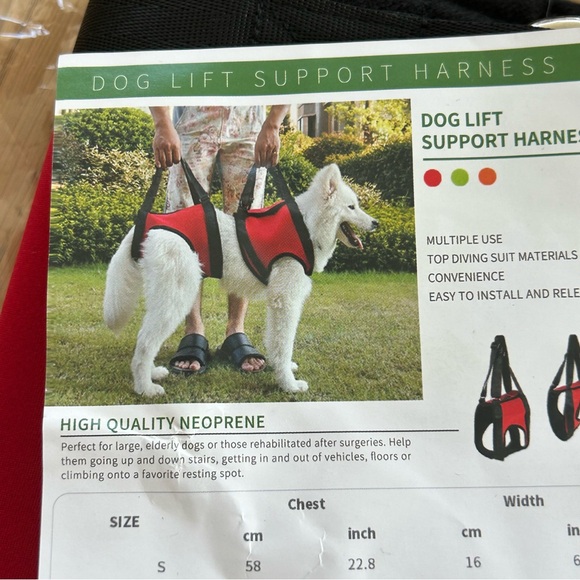 DOG LIFT SUPPORT HARNESS
DOG LIFT
SUPPORT
MULTIPLE USE
TOP DIVING SUIT MATERIALS
CONVENIENCE
EASY TO INSTALL AND
HIGH QUALITY NEOPRENE
Perfect for large, elderly dogs or those rehabilitated after surgeries. Help
them going up and down stairs, getting in and out of vehicles, floors or
climbing onto a favorite resting spot.
Chest Width
SIZE
cm inch cm
S 58 22.8 16